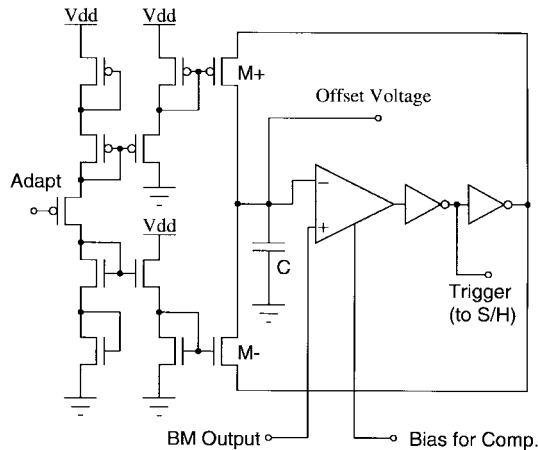 Vdd
Vdd
M+
Offset Voltage
Adapt
−
+
Vdd
C
Trigger
(to S/H)
M-
BM Output
Bias for Comp.